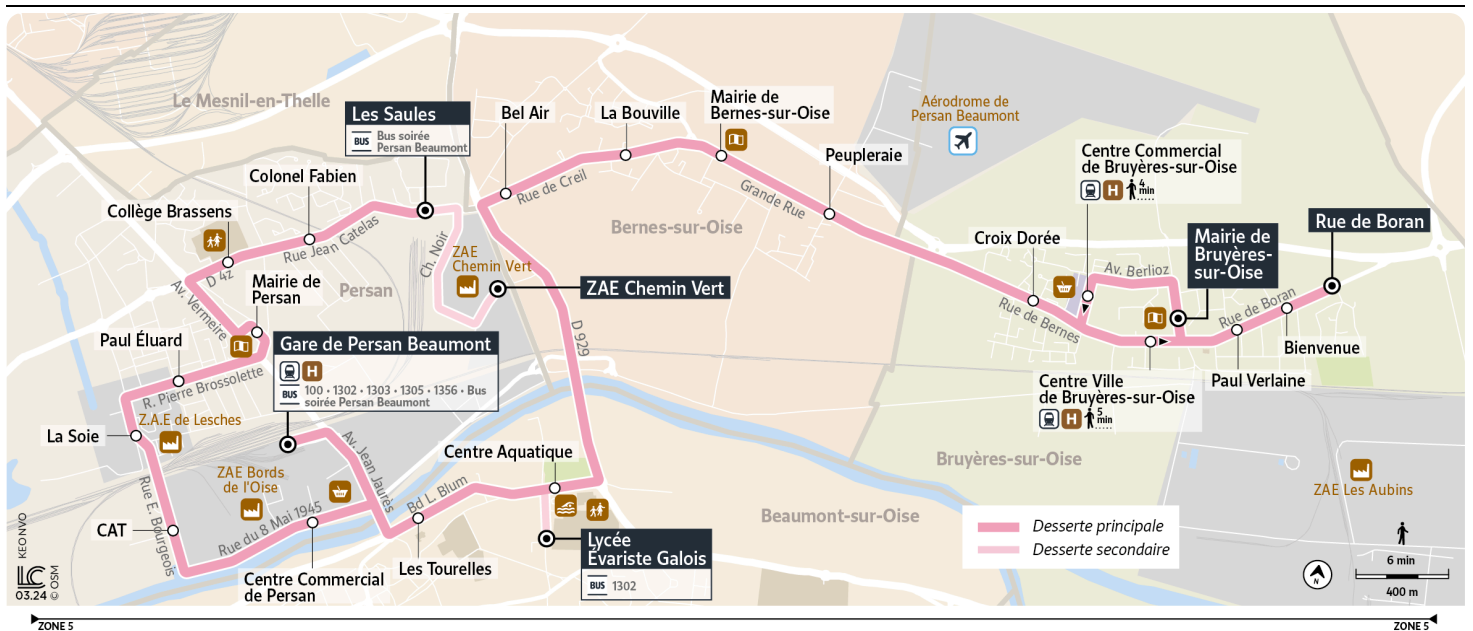 Le Mesnil-en-Thelle
Les Saules
BUS
Bus soirée
Persan Beaumont
Bel Air
La Bouville
Mairie de
Bernes-sur-Oise
Aérodrome de
Persan Beaumont
Peupleraie
Centre Commercial
de Bruyères-sur-Oise
H
4
min
Colonel Fabien
Collège Brassens
Rue Jean Catelas
D 4z
Rue de Creil
Grande Rue
Bernes-sur-Oise
Croix Dorée
Mairie de
Bruyères-
sur-Oise
Rue de Boran
Ch. Noir
ZAE
Chemin Vert
ZAE Chemin Vert
Av. Berlioz
Mairie de
Persan
Persan
Av. Vermeire
Rue de Bernes
Rue de Boran
Bienvenue
Paul Verlaine
Paul Éluard
Gare de Persan Beaumont
H
BUS
100 • 1302 • 1303 • 1305 • 1356 • Bus
soirée Persan Beaumont
D 929
R. Pierre Brossolette
Centre Ville
de Bruyères-sur-Oise
H
5
min
Z.A.E de Lesches
La Soie
Av. Jean Jaurès
Centre Aquatique
Bruyères-sur-Oise
ZAE Bords
de l'Oise
Bd L. Blum
ZAE Les Aubins
Rue E. Bourgeois
Rue du 8 Mai 1945
CAT
Beaumont-sur-Oise
Desserte principale
Desserte secondaire
Lycée
Évariste Galois
BUS
1302
Les Tourelles
Centre Commercial
de Persan
KEO NVO
LC
03.24 © OSM
N
6 min
400 m
ZONE 5
ZONE 5